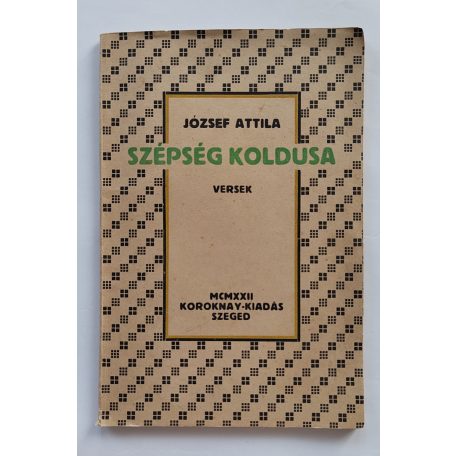 JÓZSEF ATTILA
SZÉPSÉG KOLDUSA
VERSEK
MCMXXII
KOROKNAY-KIADÁS
SZEGED